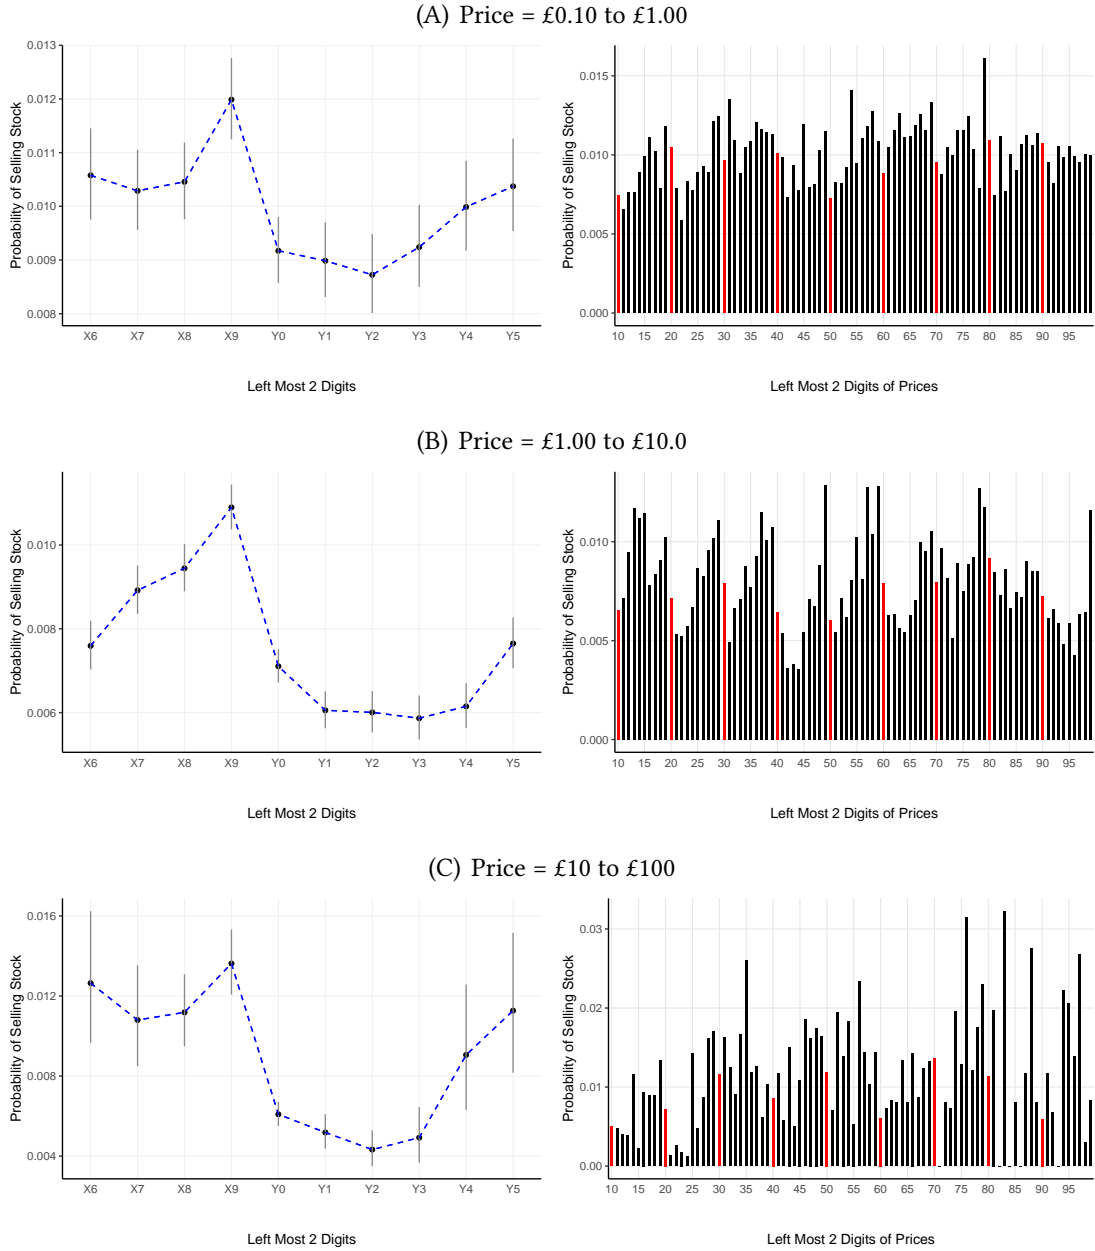 (A) Price = £0.10 to £1.00
Probability of Selling Stock
0.013
0.012
0.011
0.010
0.009
0.008
X6 X7 X8 X9 Y0 Y1 Y2 Y3 Y4 Y5
Left Most 2 Digits
Probability of Selling Stock
0.015
0.010
0.005
0.000
10 15 20 25 30 35 40 45 50 55 60 65 70 75 80 85 90 95
Left Most 2 Digits of Prices
(B) Price = £1.00 to £10.0
Probability of Selling Stock
0.010
0.008
0.006
X6 X7 X8 X9 Y0 Y1 Y2 Y3 Y4 Y5
Left Most 2 Digits
Probability of Selling Stock
0.010
0.005
0.000
10 15 20 25 30 35 40 45 50 55 60 65 70 75 80 85 90 95
Left Most 2 Digits of Prices
(C) Price = £10 to £100
Probability of Selling Stock
0.016
0.012
0.008
0.004
X6 X7 X8 X9 Y0 Y1 Y2 Y3 Y4 Y5
Left Most 2 Digits
Probability of Selling Stock
0.03
0.02
0.01
0.00
10 15 20 25 30 35 40 45 50 55 60 65 70 75 80 85 90 95
Left Most 2 Digits of Prices